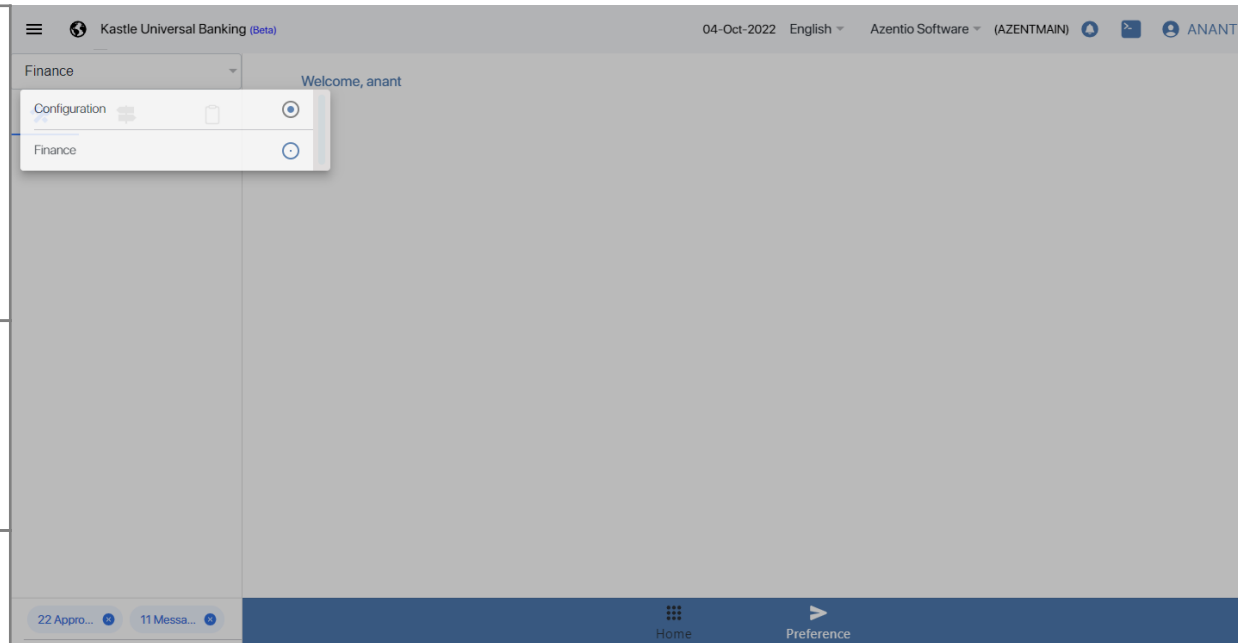 Kastle Universal Banking (Beta) 04-Oct-2022 English Azentio Software (AZENTMAIN) ANANT
Finance
Welcome, anant
Configuration
Finance
22 Appro... 11 Messa...
Home Preference